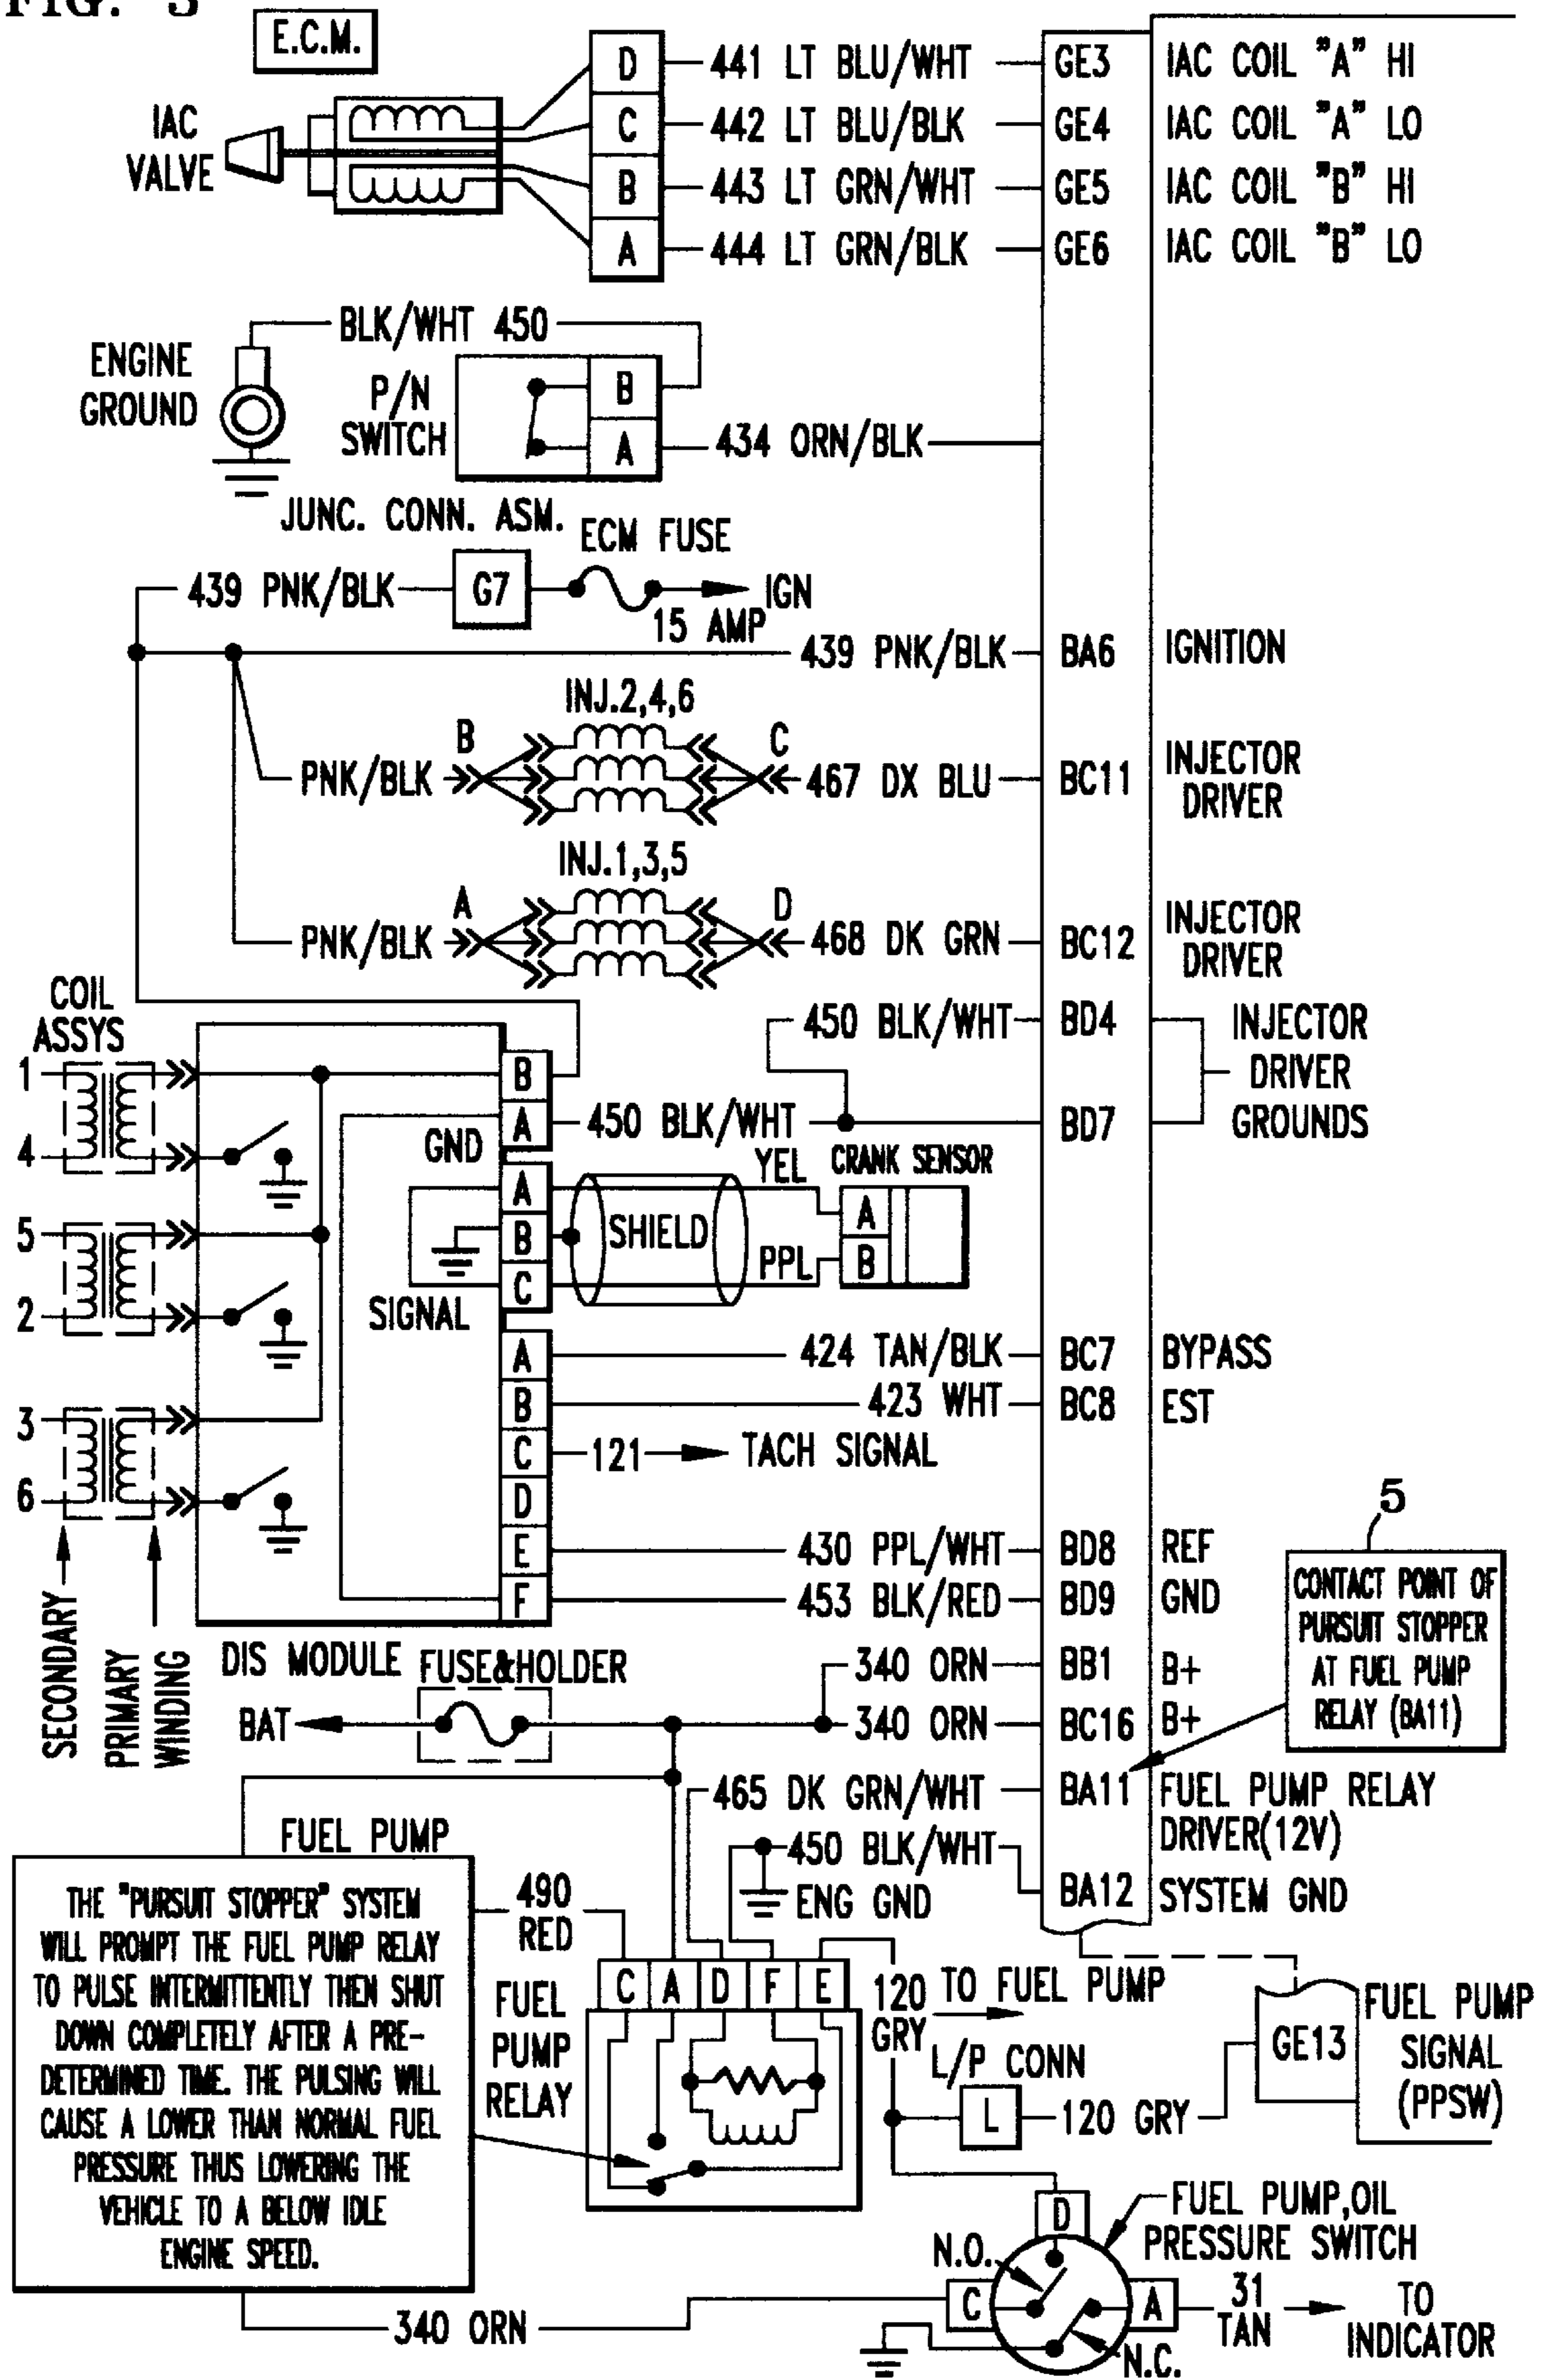 FIG. 3
E.C.M.
IAC
VALVE
D
441 LT BLU/WHT
GE3
IAC COIL "A" HI
C
442 LT BLU/BLK
GE4
IAC COIL "A" LO
B
443 LT GRN/WHT
GE5
IAC COIL "B" HI
A
444 LT GRN/BLK
GE6
IAC COIL "B" LO
BLK/WHT 450
ENGINE
GROUND
P/N
SWITCH
B
A
434 ORN/BLK
JUNC. CONN. ASM.
ECM FUSE
439 PNK/BLK
G7
IGN
15 AMP
439 PNK/BLK
BA6
IGNITION
INJ.2,4,6
B
C
PNK/BLK
467 DX BLU
BC11
INJECTOR
DRIVER
INJ.1,3,5
A
D
PNK/BLK
468 DK GRN
BC12
INJECTOR
DRIVER
COIL
ASSYS
450 BLK/WHT
BD4
INJECTOR
DRIVER
GROUNDS
1
4
B
A
GND
450 BLK/WHT
BD7
YEL
CRANK SENSOR
A
B
C
SHIELD
A
B
PPL
5
2
SIGNAL
A
424 TAN/BLK
BC7
BYPASS
B
423 WHT
BC8
EST
C
121
TACH SIGNAL
3
6
D
E
430 PPL/WHT
BD8
REF
F
453 BLK/RED
BD9
GND
5
CONTACT POINT OF
PURSUIT STOPPER
AT FUEL PUMP
RELAY (BA11)
SECONDARY
PRIMARY
WINDING
DIS MODULE
FUSE&HOLDER
340 ORN
BB1
B+
BAT
340 ORN
BC16
B+
465 DK GRN/WHT
BA11
FUEL PUMP RELAY
DRIVER(12V)
FUEL PUMP
450 BLK/WHT
ENG GND
BA12
SYSTEM GND
THE "PURSUIT STOPPER" SYSTEM
WILL PROMPT THE FUEL PUMP RELAY
TO PULSE INTERMITTENTLY THEN SHUT
DOWN COMPLETELY AFTER A PRE-
DETERMINED TIME. THE PULSING WILL
CAUSE A LOWER THAN NORMAL FUEL
PRESSURE THUS LOWERING THE
VEHICLE TO A BELOW IDLE
ENGINE SPEED.
490
RED
FUEL
PUMP
RELAY
C
A
D
F
E
120
GRY
TO FUEL PUMP
L/P CONN
L
120 GRY
GE13
FUEL PUMP
SIGNAL
(PPSW)
D
FUEL PUMP,OIL
PRESSURE SWITCH
N.O.
C
A
31
TAN
TO
INDICATOR
N.C.
340 ORN